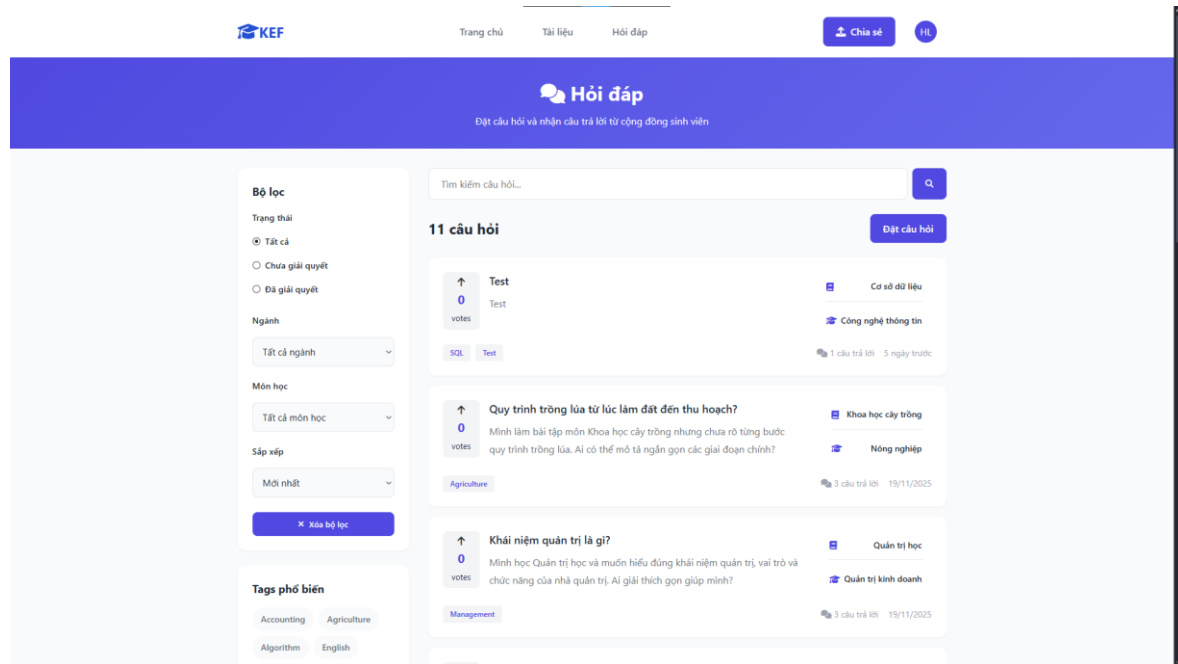 KEF
Trang chủ Tài liệu Hỏi đáp
Chia sẻ
HL
Hỏi đáp
Đặt câu hỏi và nhận câu trả lời từ cộng đồng sinh viên
Bộ lọc
Trạng thái
Tất cả
Chưa giải quyết
Đã giải quyết
Ngành
Tất cả ngành
Môn học
Tất cả môn học
Sắp xếp
Mới nhất
× Xóa bộ lọc
Tags phổ biến
Accounting Agriculture
Algorithm English
Tìm kiếm câu hỏi...
11 câu hỏi
Đặt câu hỏi
0
votes
Test
Test
Cơ sở dữ liệu
Công nghệ thông tin
SQL Test
1 câu trả lời 5 ngày trước
0
votes
Quy trình trồng lúa từ lúc làm đất đến thu hoạch?
Mình làm bài tập môn Khoa học cây trồng nhưng chưa rõ từng bước
quy trình trồng lúa. Ai có thể mô tả ngắn gọn các giai đoạn chính?
Khoa học cây trồng
Nông nghiệp
Agriculture
3 câu trả lời 19/11/2025
0
votes
Khái niệm quản trị là gì?
Mình học Quản trị học và muốn hiểu đúng khái niệm quản trị, vai trò và
chức năng của nhà quản trị. Ai giải thích gọn giúp mình?
Quản trị học
Quản trị kinh doanh
Management
3 câu trả lời 19/11/2025